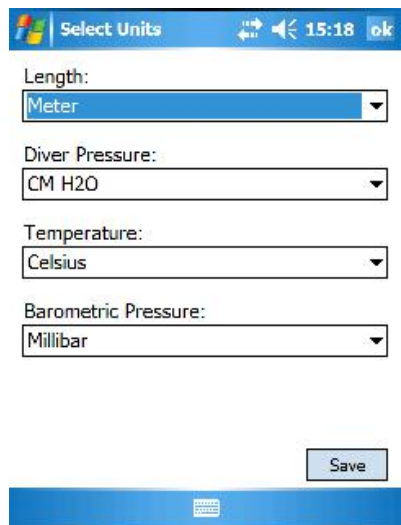 Select Units 15:18 ok
Length:
Meter
Diver Pressure:
CM H2O
Temperature:
Celsius
Barometric Pressure:
Millibar
Save